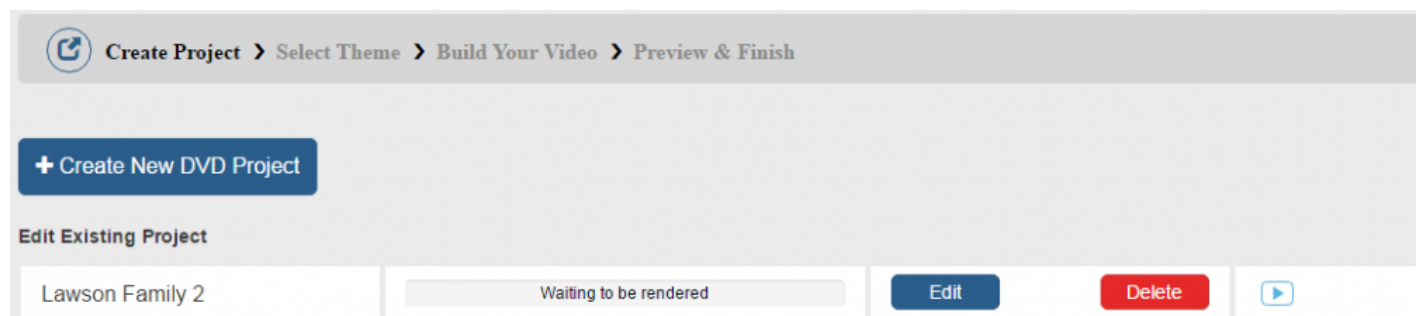 Create Project > Select Theme > Build Your Video > Preview & Finish
+ Create New DVD Project
Edit Existing Project
Lawson Family 2 Waiting to be rendered Edit Delete